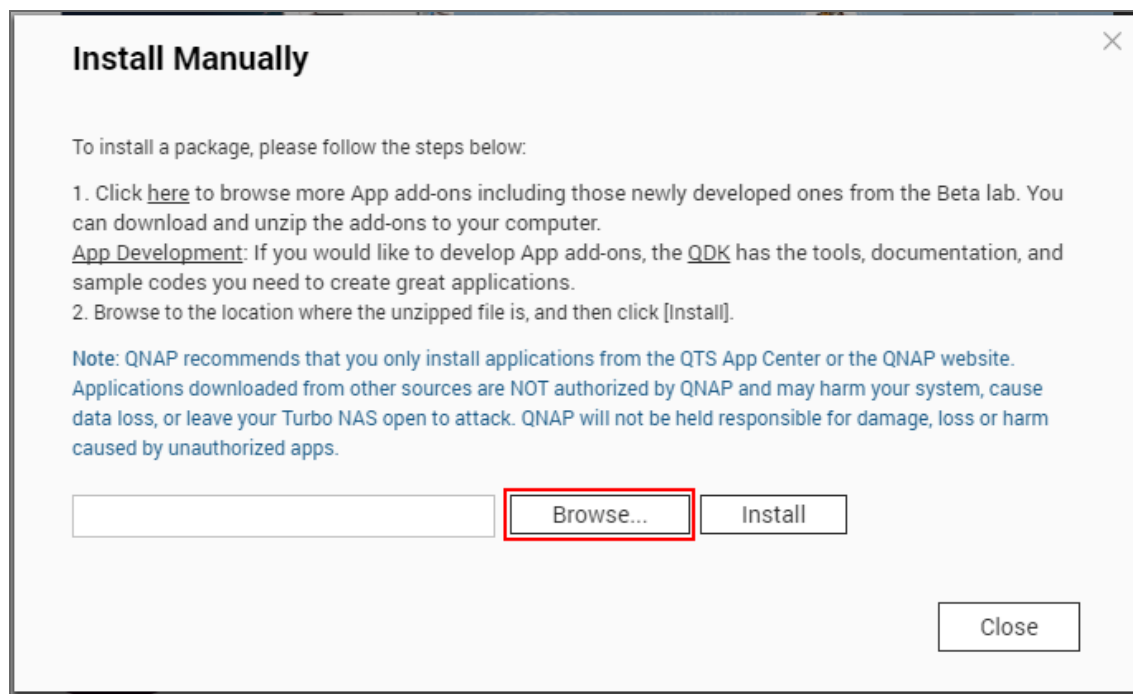 Install Manually
To install a package, please follow the steps below:
1. Click here to browse more App add-ons including those newly developed ones from the Beta lab. You
can download and unzip the add-ons to your computer.
App Development: If you would like to develop App add-ons, the QDK has the tools, documentation, and
sample codes you need to create great applications.
2. Browse to the location where the unzipped file is, and then click [Install].
Note: QNAP recommends that you only install applications from the QTS App Center or the QNAP website.
Applications downloaded from other sources are NOT authorized by QNAP and may harm your system, cause
data loss, or leave your Turbo NAS open to attack. QNAP will not be held responsible for damage, loss or harm
caused by unauthorized apps.
Browse... Install
Close